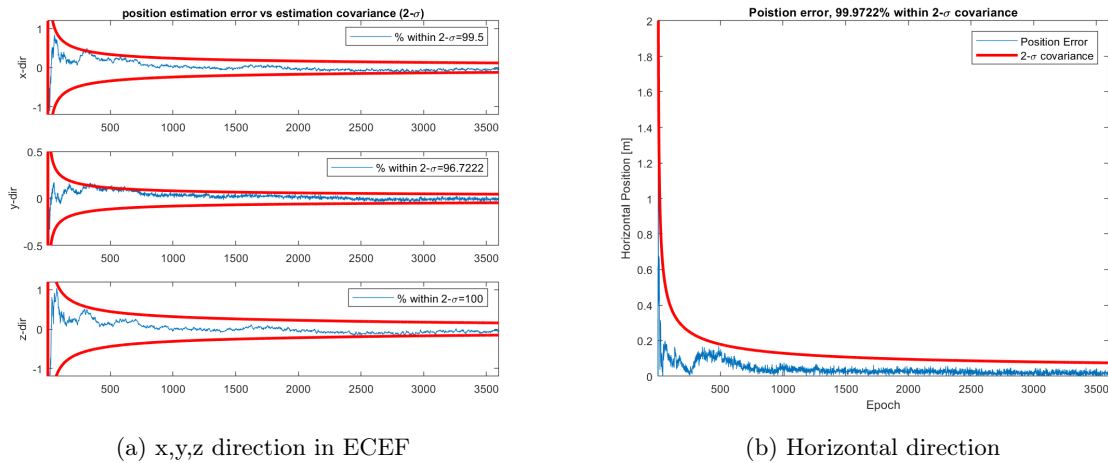 position estimation error vs estimation covariance (2-σ)
1
0
-1
x-dir
% within 2-σ=99.5
500 1000 1500 2000 2500 3000 3500
0.5
0
-0.5
y-dir
% within 2-σ=96.7222
500 1000 1500 2000 2500 3000 3500
1
0
-1
z-dir
% within 2-σ=100
500 1000 1500 2000 2500 3000 3500
(a) x,y,z direction in ECEF
Poistion error, 99.9722% within 2-σ covariance
2
1.8
1.6
1.4
1.2
1
0.8
0.6
0.4
0.2
0
Horizontal Position [m]
Position Error
2-σ covariance
500 1000 1500 2000 2500 3000 3500
Epoch
(b) Horizontal direction